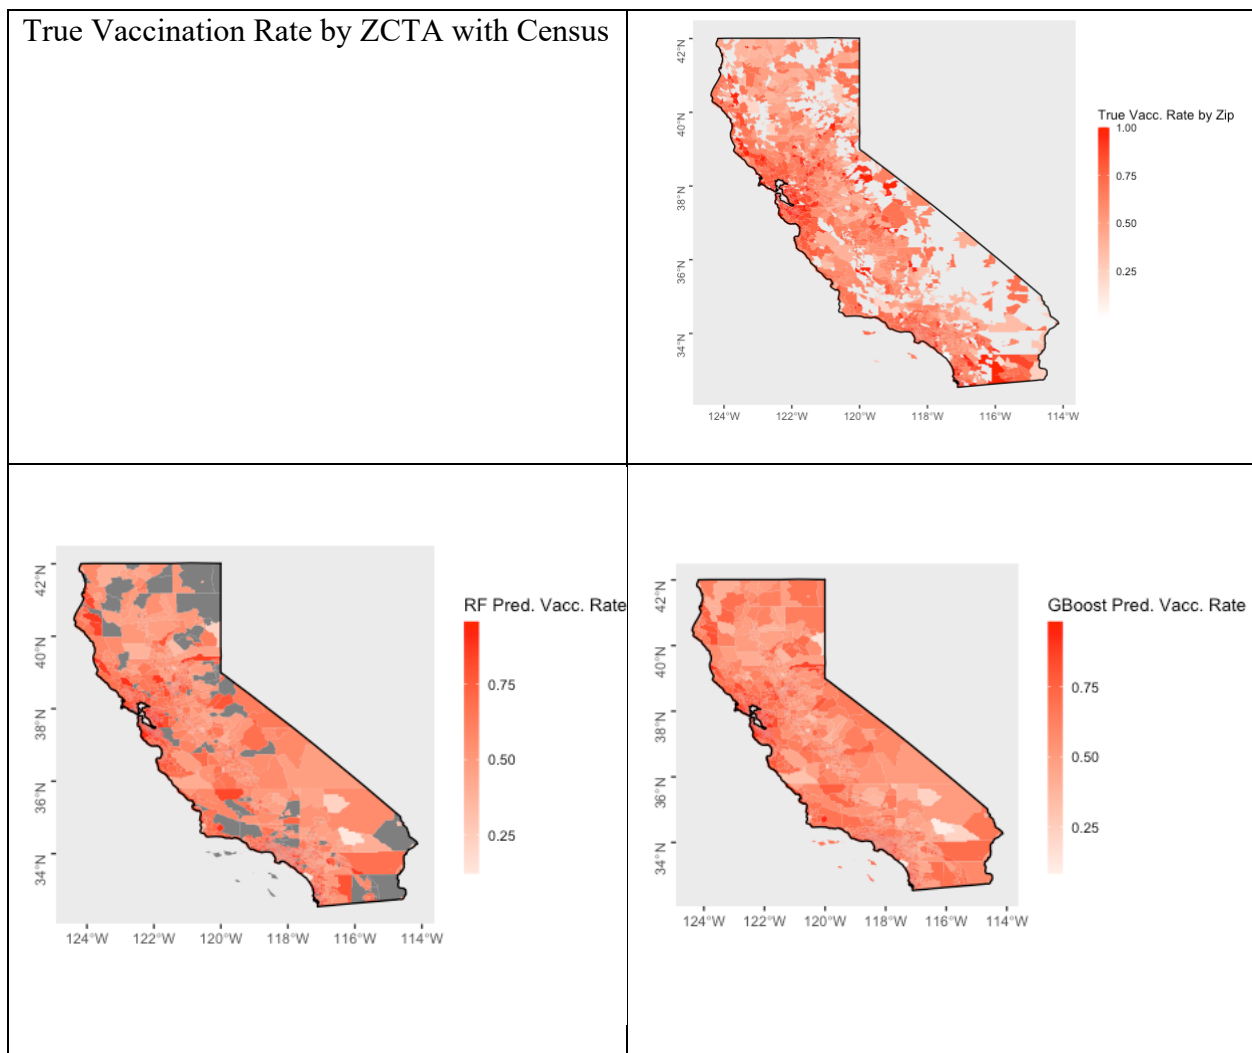 True Vaccination Rate by ZCTA with Census
42°N
40°N
38°N
36°N
34°N
124°W 122°W 120°W 118°W 116°W 114°W
True Vacc. Rate by Zip
1.00
0.75
0.50
0.25
42°N
40°N
38°N
36°N
34°N
124°W 122°W 120°W 118°W 116°W 114°W
RF Pred. Vacc. Rate
0.75
0.50
0.25
42°N
40°N
38°N
36°N
34°N
124°W 122°W 120°W 118°W 116°W 114°W
GBoost Pred. Vacc. Rate
0.75
0.50
0.25